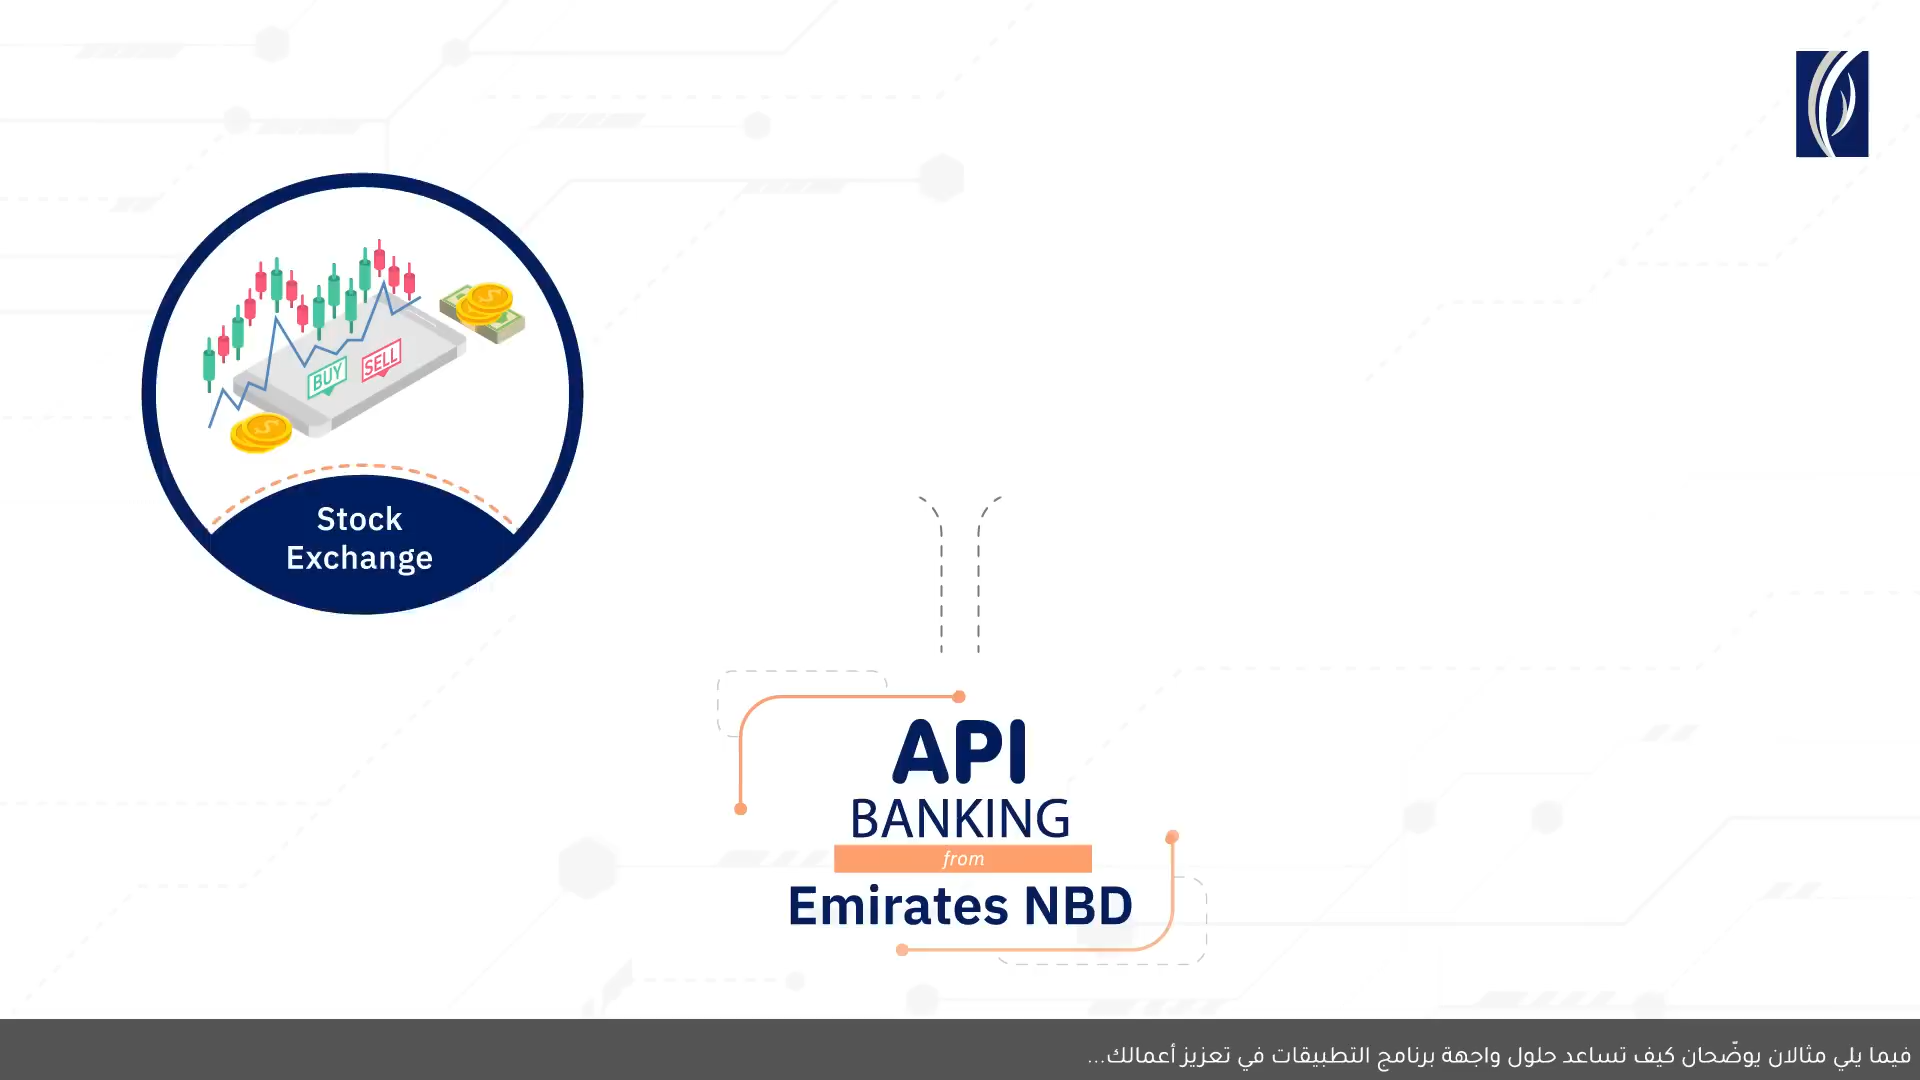 BUY
SELL
Stock
Exchange
API
BANKING
from
Emirates NBD
فيما يلي مثالان يوضّحان كيف تساعد حلول واجهة برنامج التطبيقات في تعزيز أعمالك...